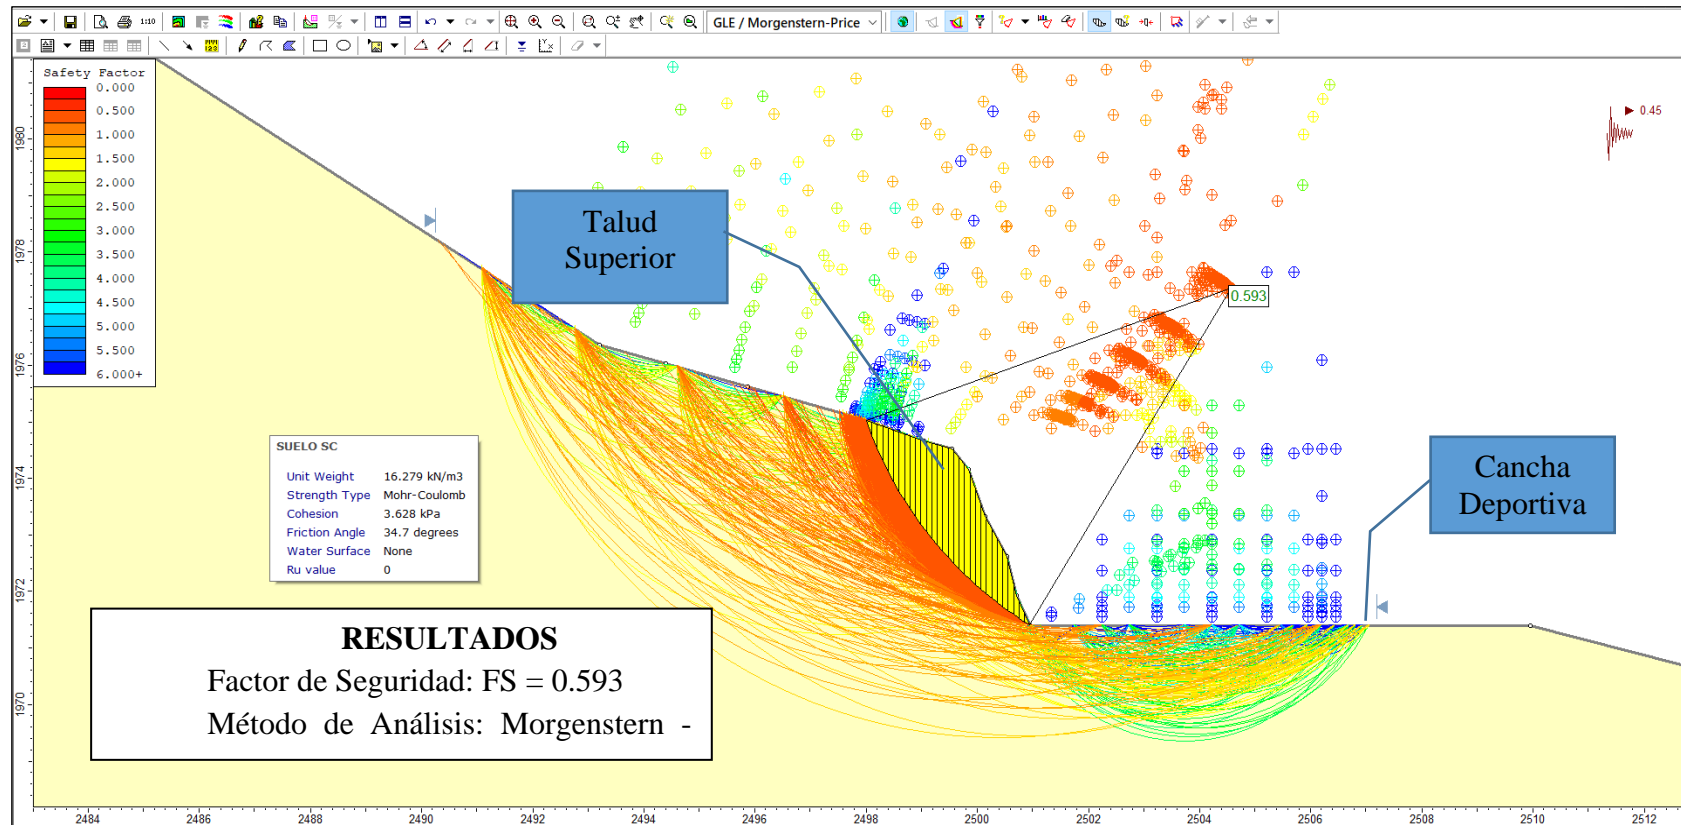 1:10
GLE / Morgenstern-Price
Safety Factor
0.000
0.500
1.000
1.500
2.000
2.500
3.000
3.500
4.000
4.500
5.000
5.500
6.000+
0.45
Talud
Superior
0.593
SUELO SC
Unit Weight 16.279 kN/m3
Strength Type Mohr-Coulomb
Cohesion 3.628 kPa
Friction Angle 34.7 degrees
Water Surface None
Ru value 0
Cancha
Deportiva
RESULTADOS
Factor de Seguridad: FS = 0.593
Método de Análisis: Morgenstern -
1980
1978
1976
1974
1972
1970
2484 2486 2488 2490 2492 2494 2496 2498 2500 2502 2504 2506 2508 2510 2512